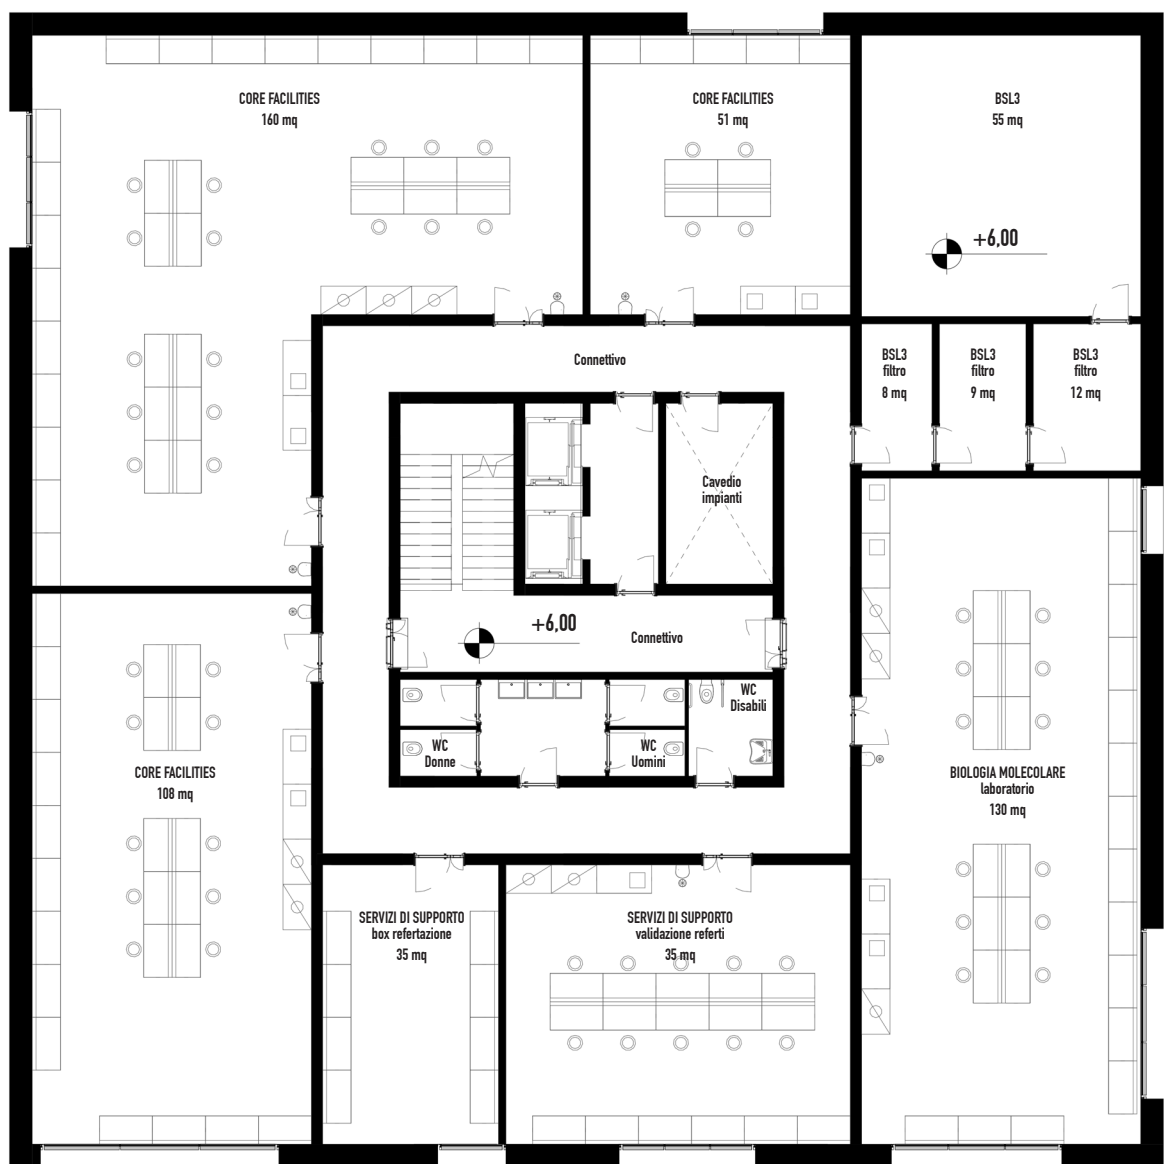 CORE FACILITIES
160 mq
CORE FACILITIES
51 mq
BSL3
55 mq
+6,00
Connettivo
BSL3
filtro
8 mq
BSL3
filtro
9 mq
BSL3
filtro
12 mq
Cavedio
impianti
+6,00
Connettivo
WC
Disabili
WC
Donne
WC
Uomini
CORE FACILITIES
108 mq
BIOLOGIA MOLECOLARE
laboratorio
130 mq
SERVIZI DI SUPPORTO
box refertazione
35 mq
SERVIZI DI SUPPORTO
validazione referti
35 mq